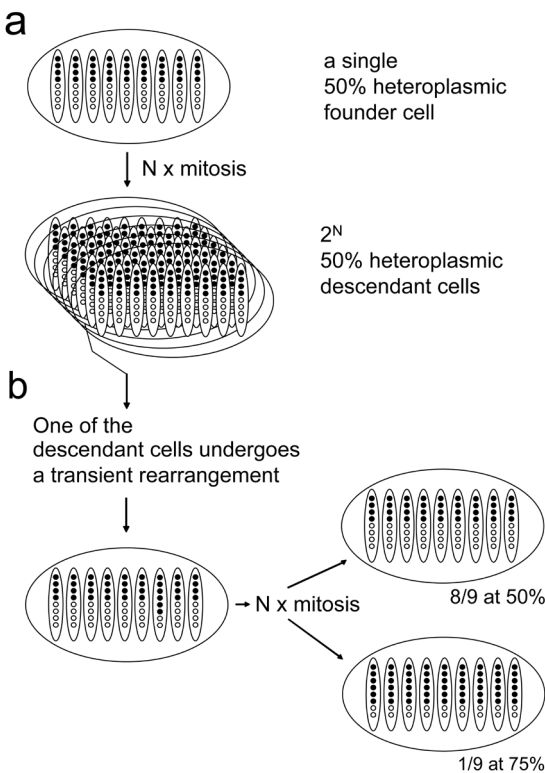 a
a single
50% heteroplasmic
founder cell
N x mitosis
2ᴺ
50% heteroplasmic
descendant cells
b
One of the
descendant cells undergoes
a transient rearrangement
N x mitosis
8/9 at 50%
1/9 at 75%